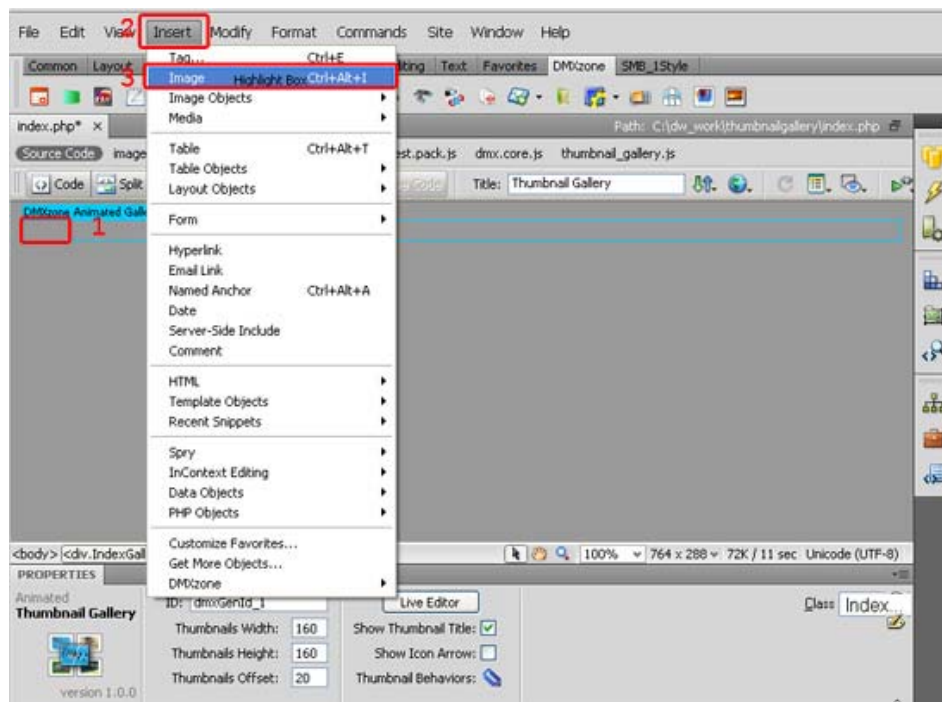 File Edit View Insert Modify Format Commands Site Window Help
2
Common Layout Text Favorites DMXzone SMB_1Style
Tag... Ctrl+E
3
Image Highlight Box Ctrl+Alt+I
Image Objects
Media
index.php* × Path: C:\dw_work\thumbnailgallery\index.php
Source Code dmx.core.js thumbnail_gallery.js
Table Ctrl+Alt+T
Table Objects
Code Split Title: Thumbnail Gallery
Layout Objects
DMXzone Animated
1
Form
Hyperlink
Email Link
Named Anchor Ctrl+Alt+A
Date
Server-Side Include
Comment
HTML
Template Objects
Recent Snippets
Spry
InContext Editing
Data Objects
PHP Objects
Customize Favorites...
Get More Objects...
DMXzone
<body> 100% 764 x 288 72K / 11 sec Unicode (UTF-8)
PROPERTIES
Animated
Thumbnail Gallery
version 1.0.0
ID: dmxGenId_1 Live Editor Class Index...
Thumbnails Width: 160 Show Thumbnail Title:
Thumbnails Height: 160 Show Icon Arrow:
Thumbnails Offset: 20 Thumbnail Behaviors: